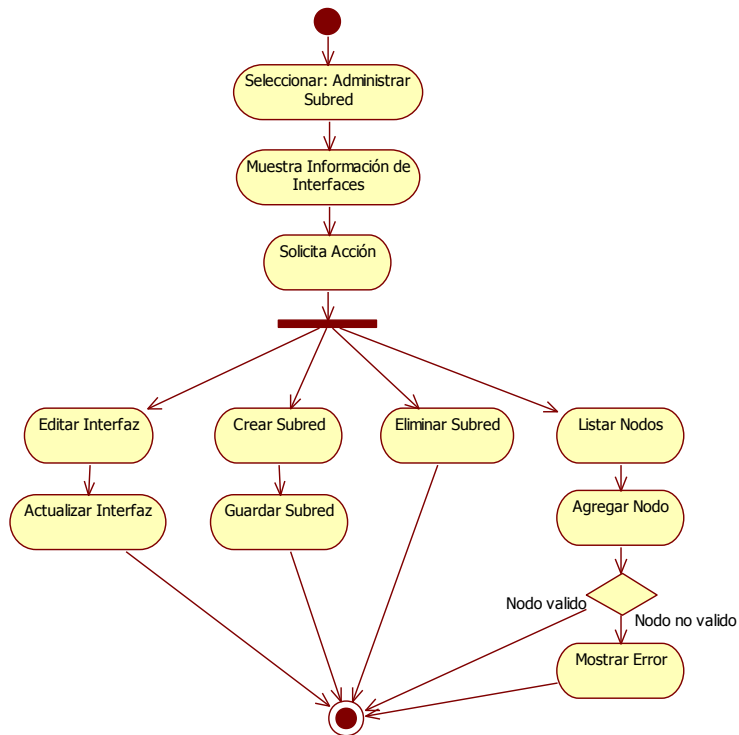 Seleccionar: Administrar
Subred
Muestra Información de
Interfaces
Solicita Acción
Editar Interfaz
Crear Subred
Eliminar Subred
Listar Nodos
Actualizar Interfaz
Guardar Subred
Agregar Nodo
Nodo valido
Nodo no valido
Mostrar Error